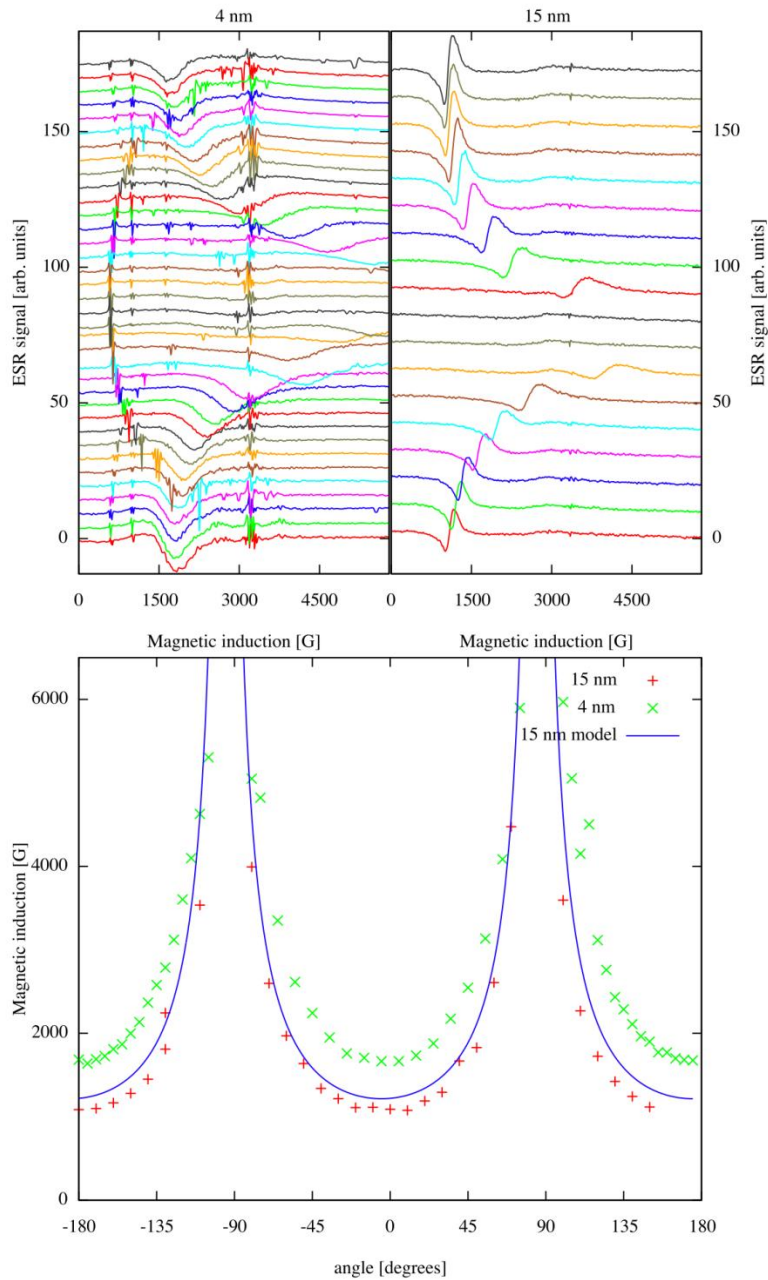 4 nm 15 nm
ESR signal [arb. units]
150 150
100 100
50 50
0 0
ESR signal [arb. units]
0 1500 3000 4500 0 1500 3000 4500
Magnetic induction [G] Magnetic induction [G]
15 nm
4 nm
15 nm model
Magnetic induction [G]
6000
4000
2000
0
-180 -135 -90 -45 0 45 90 135 180
angle [degrees]